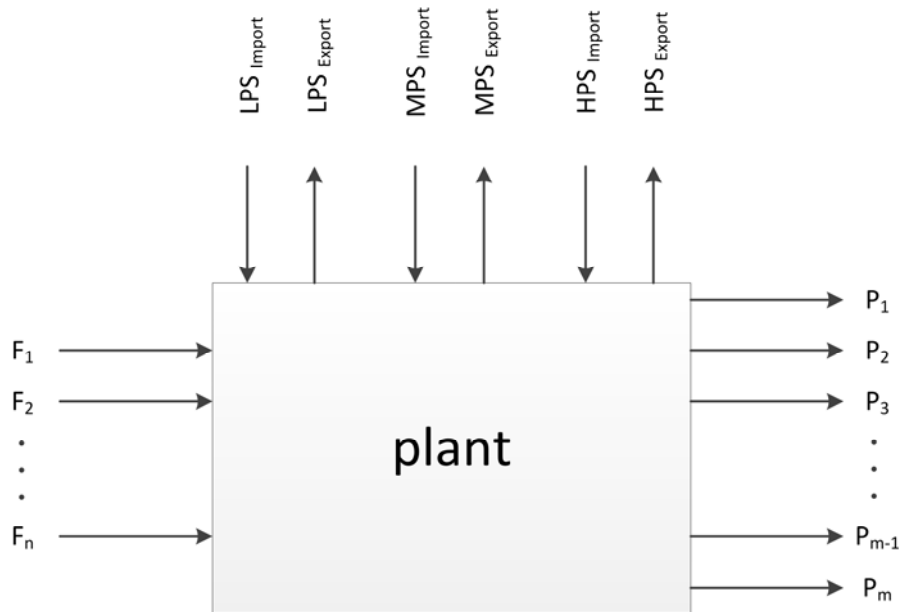 LPS Import
LPS Export
MPS Import
MPS Export
HPS Import
HPS Export
F1
F2
Fn
plant
P1
P2
P3
Pm-1
Pm